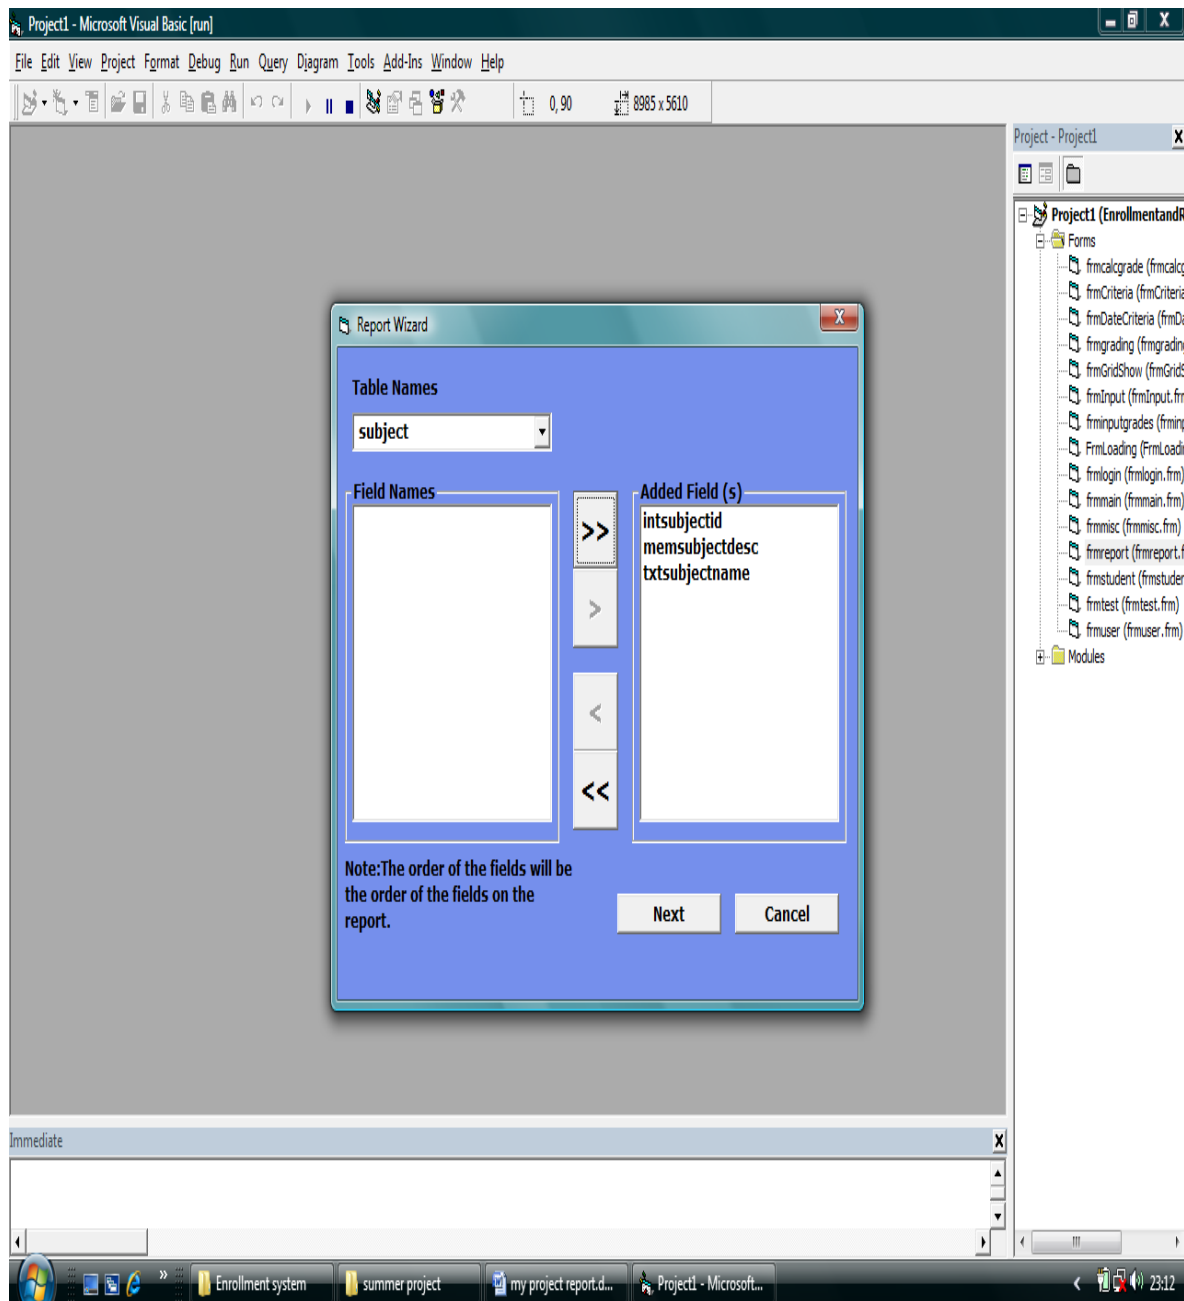 Project1 - Microsoft Visual Basic [run]
File Edit View Project Format Debug Run Query Diagram Tools Add-Ins Window Help
0, 90 8985 x 5610
Project - Project1
Project1 (EnrollmentandR
Forms
frmcalcgrade (frmcalcg
frmCriteria (frmCriteria
frmDateCriteria (frmDa
frmgrading (frmgrading
frmGridShow (frmGridS
frmInput (frmInput.frm
frminputgrades (frminp
FrmLoading (FrmLoadin
frmlogin (frmlogin.frm)
frmmain (frmmain.frm)
frmmisc (frmmisc.frm)
frmreport (frmreport.f
frmstudent (frmstuden
frmtest (frmtest.frm)
frmuser (frmuser.frm)
Modules
Report Wizard
Table Names
subject
Field Names
>>
>
<
<<
Added Field (s)
intsubjectid
memsubjectdesc
txtsubjectname
Note:The order of the fields will be
the order of the fields on the
report.
Next Cancel
Immediate
Enrollment system summer project my project report.d... Project1 - Microsoft... 23:12